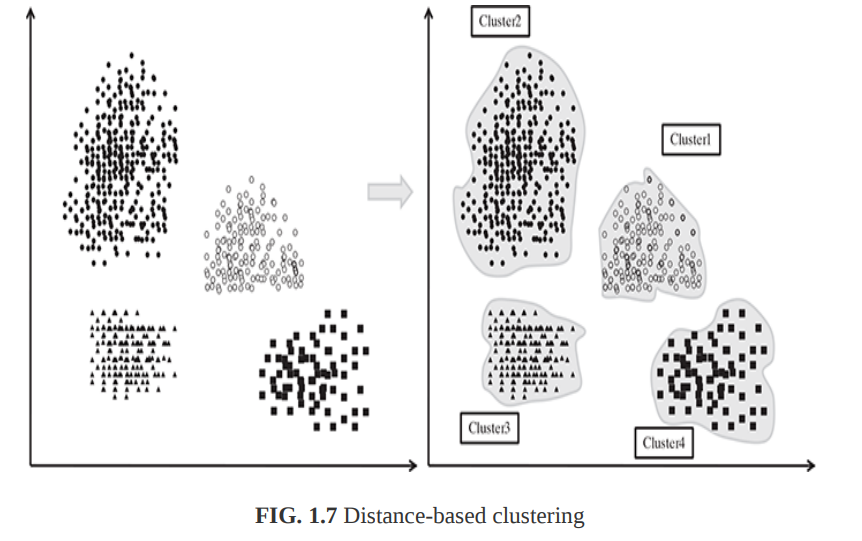 Cluster2
Cluster1
Cluster3
Cluster4
FIG. 1.7 Distance-based clustering